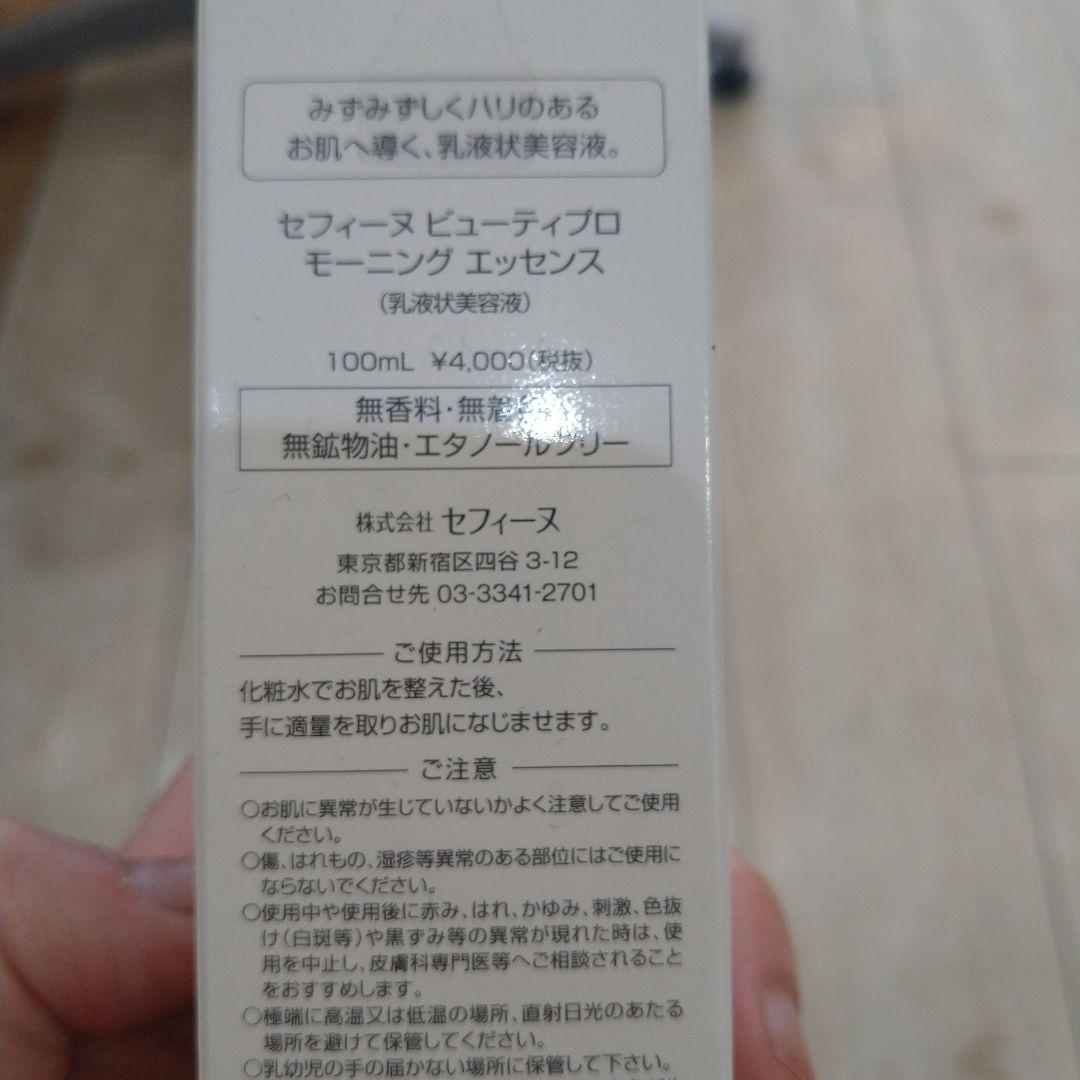 みずみずしくハリのある
お肌へ導く、乳液状美容液。
セフィーヌ ビューティプロ
モーニング エッセンス
(乳液状美容液)
100mL ¥4,000(税抜)
無香料・無着
無鉱物油・エタノールフリー
株式会社 セフィーヌ
東京都新宿区四谷 3-12
お問合せ先 03-3341-2701
ご使用方法
化粧水でお肌を整えた後、
手に適量を取りお肌になじませます。
ご注意
○お肌に異常が生じていないかよく注意してご使用
ください。
○傷、はれもの、湿疹等異常のある部位にはご使用に
ならないでください。
○使用中や使用後に赤み、はれ、かゆみ、刺激、色抜
け(白斑等)や黒ずみ等の異常が現れた時は、使
用を中止し、皮膚科専門医等へご相談されること
をおすすめします。
○極端に高温又は低温の場所、直射日光のあたる
場所を避けて保管してください。
○乳幼児の手の届かない場所に保管して下さい。